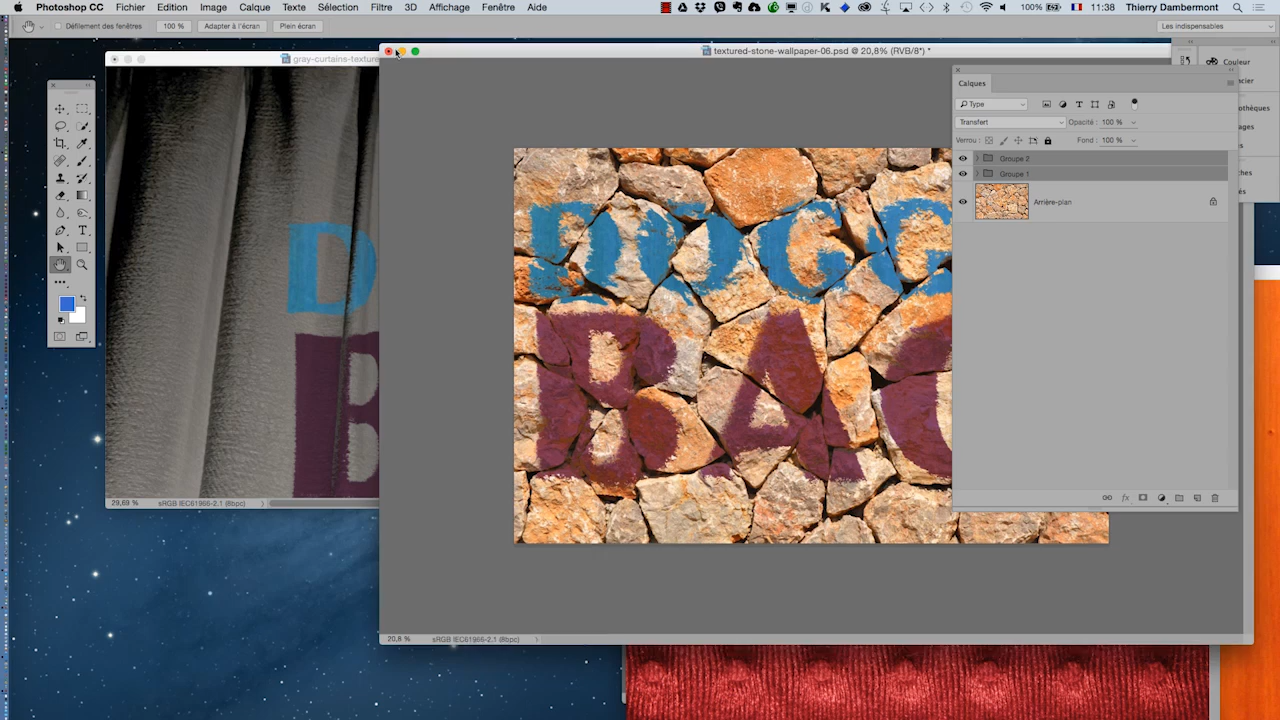 Photoshop CC Fichier Edition Image Calque Texte Sélection Filtre 3D Affichage Fenêtre Aide 100% 11:38 Thierry Dambermont
Défilement des fenêtres 100 % Adapter à l'écran Plein écran Les indispensables
textured-stone-wallpaper-06.psd @ 20,8% (RVB/8*) *
gray-curtains-texture
Couleur
Calques
Type
Transfert Opacité : 100 %
Verrou : Fond : 100 %
Groupe 2
Groupe 1
Arrière-plan
D
B
BAC
fx
29,69 % sRGB IEC61966-2.1 (8bpc)
20,8 % sRGB IEC61966-2.1 (8bpc)